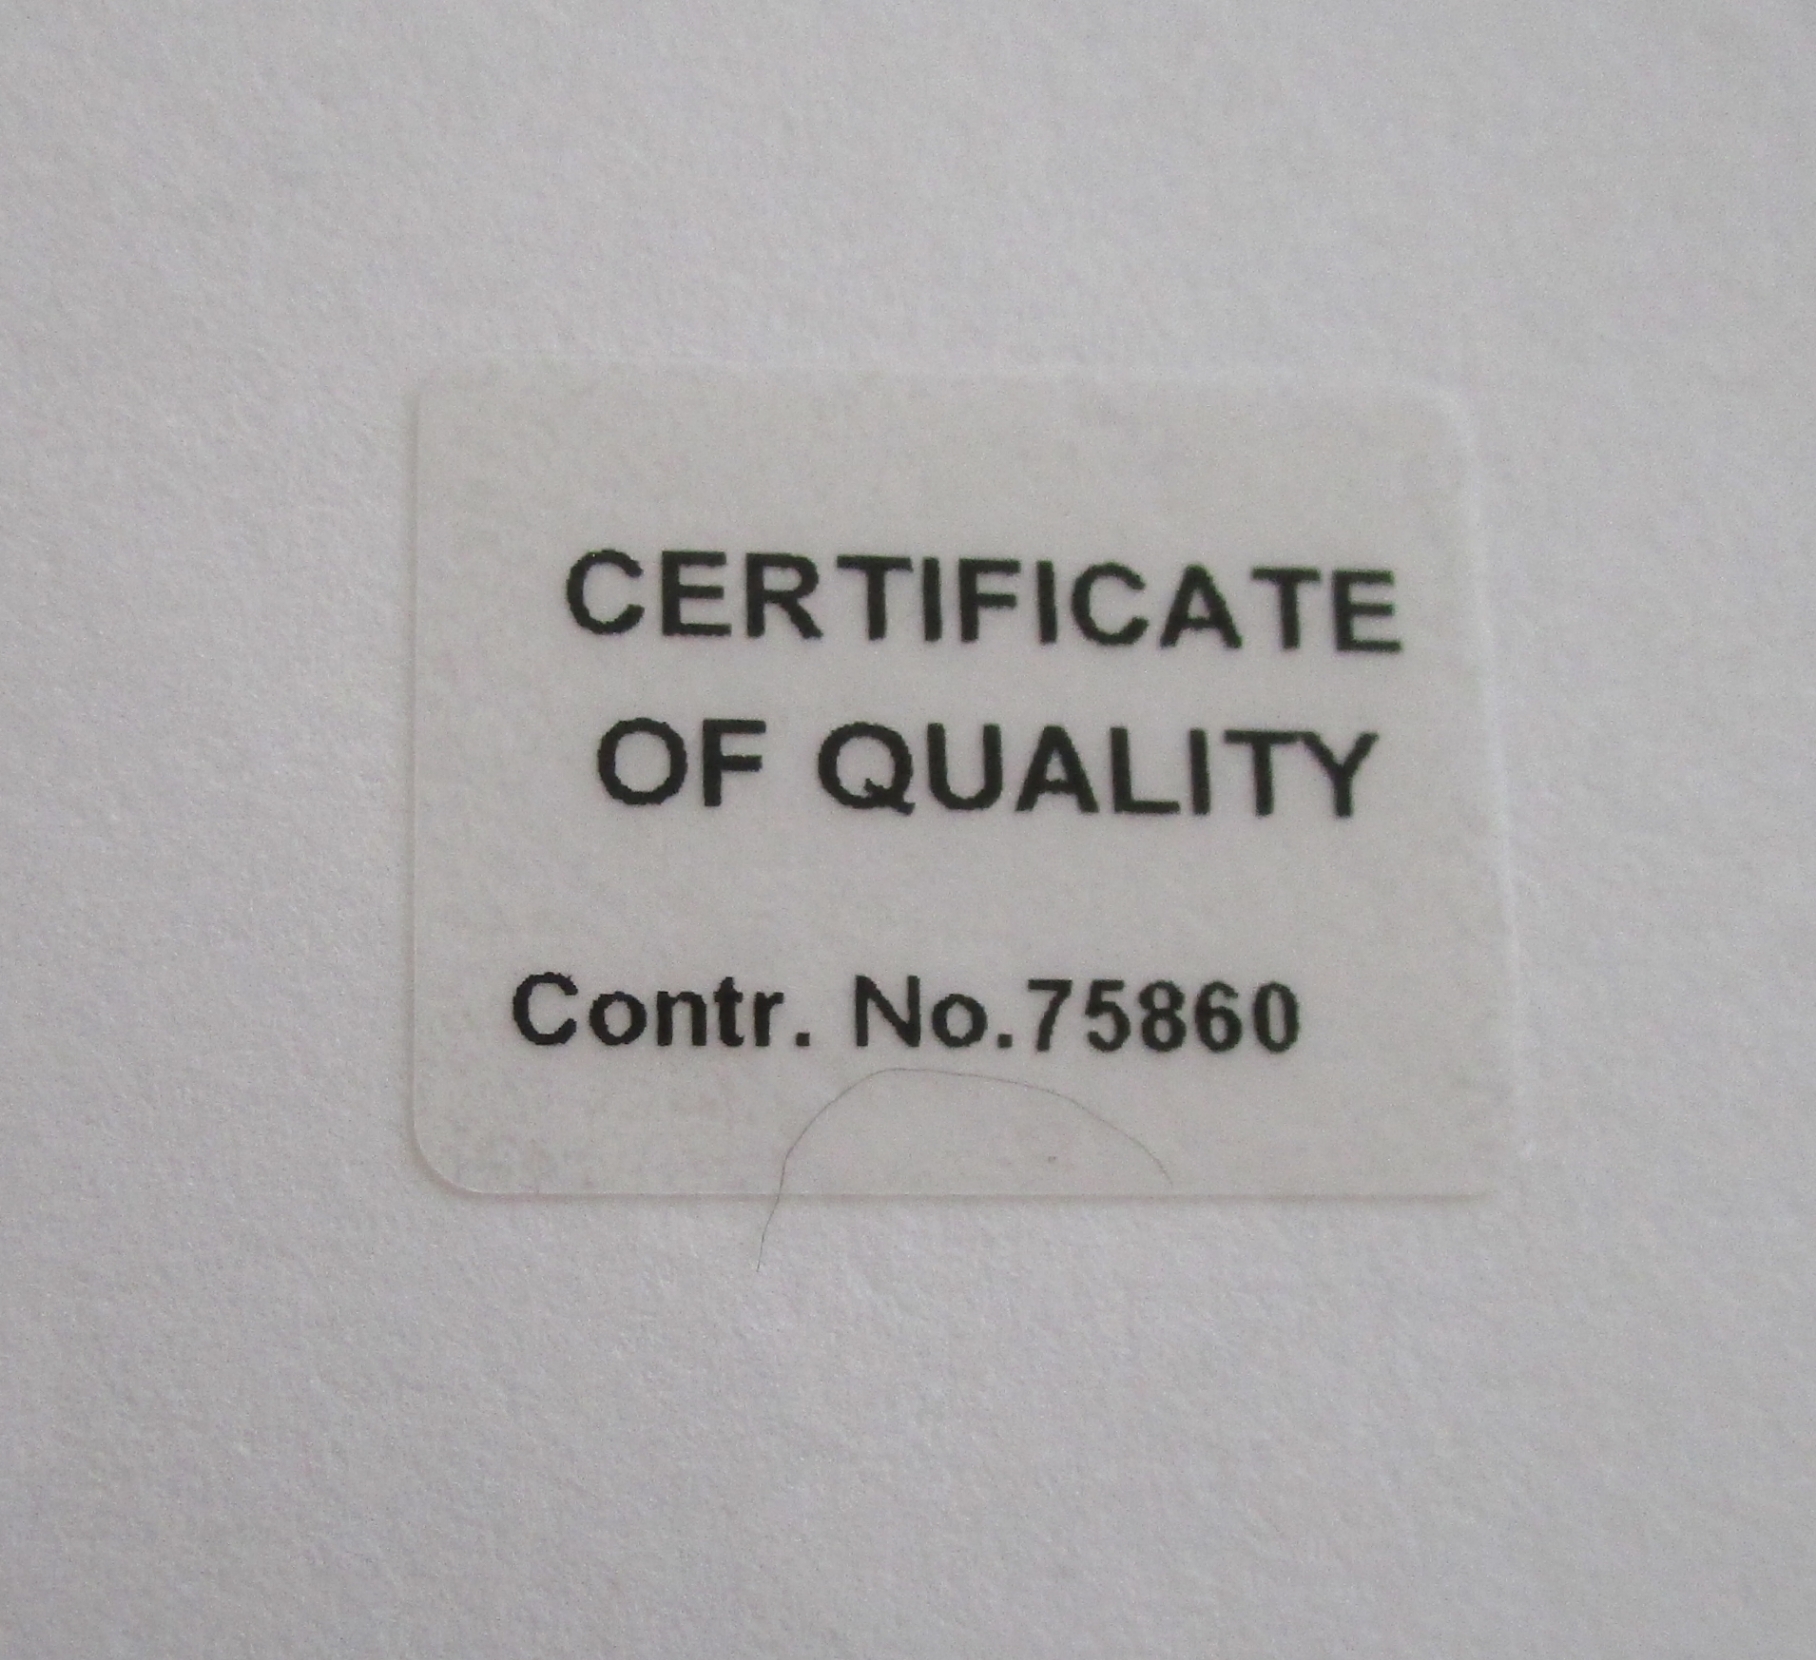 CERTIFICATE
OF QUALITY
Contr. No.75860